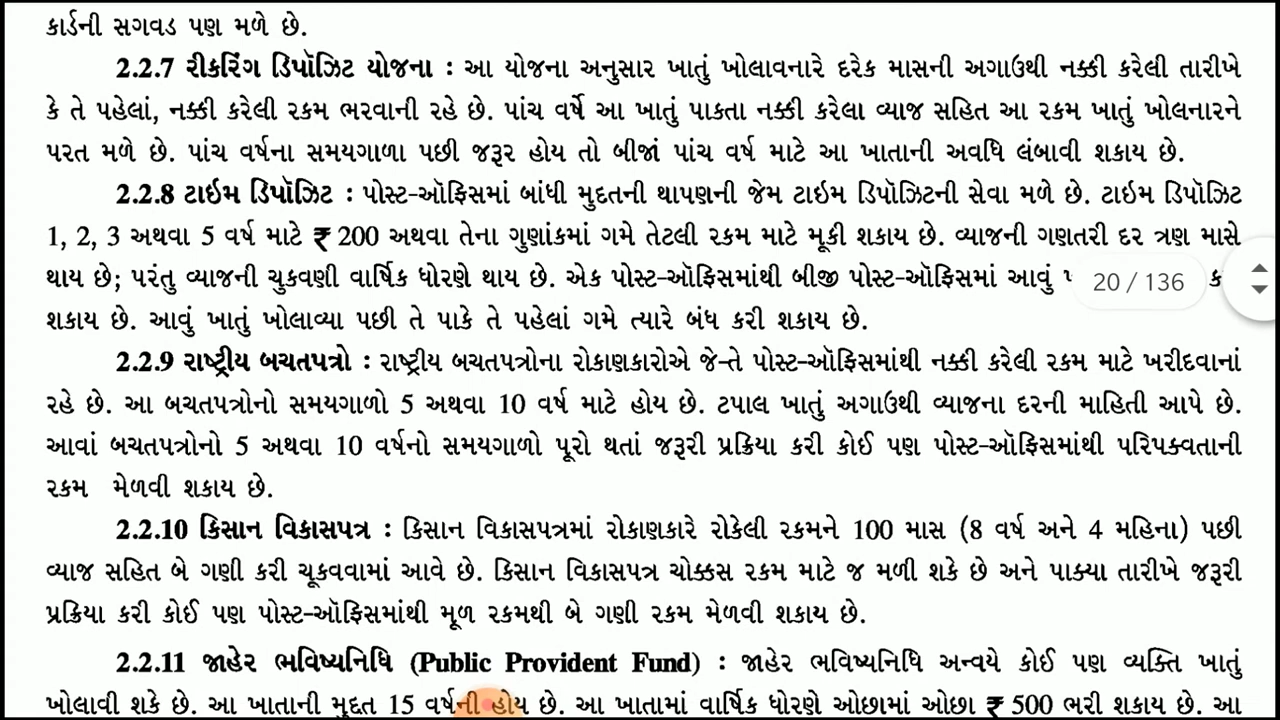 કાર્ડની સગવડ પણ મળે છે.
2.2.7 રીકરિંગ ડિપૉઝિટ યોજના : આ યોજના અનુસાર ખાતું ખોલાવનારે દરેક માસની અગાઉથી નક્કી કરેલી તારીખે
કે તે પહેલાં, નક્કી કરેલી રકમ ભરવાની રહે છે. પાંચ વર્ષે આ ખાતું પાકતા નક્કી કરેલા વ્યાજ સહિત આ રકમ ખાતું ખોલનારને
પરત મળે છે. પાંચ વર્ષના સમયગાળા પછી જરૂર હોય તો બીજાં પાંચ વર્ષ માટે આ ખાતાની અવધિ લંબાવી શકાય છે.
2.2.8 ટાઇમ ડિપૉઝિટ : પોસ્ટ-ઑફિસમાં બાંધી મુદતની થાપણની જેમ ટાઇમ ડિપૉઝિટની સેવા મળે છે. ટાઇમ ડિપૉઝિટ
1, 2, 3 અથવા 5 વર્ષ માટે ₹ 200 અથવા તેના ગુણાંકમાં ગમે તેટલી રકમ માટે મૂકી શકાય છે. વ્યાજની ગણતરી દર ત્રણ માસે
થાય છે; પરંતુ વ્યાજની ચુકવણી વાર્ષિક ધોરણે થાય છે. એક પોસ્ટ-ઑફિસમાંથી બીજી પોસ્ટ-ઑફિસમાં આવું 20 / 136
શકાય છે. આવું ખાતું ખોલાવ્યા પછી તે પાકે તે પહેલાં ગમે ત્યારે બંધ કરી શકાય છે.
2.2.9 રાષ્ટ્રીય બચતપત્રો : રાષ્ટ્રીય બચતપત્રોના રોકાણકારોએ જે-તે પોસ્ટ-ઑફિસમાંથી નક્કી કરેલી રકમ માટે ખરીદવાનાં
રહે છે. આ બચતપત્રોનો સમયગાળો 5 અથવા 10 વર્ષ માટે હોય છે. ટપાલ ખાતું અગાઉથી વ્યાજના દરની માહિતી આપે છે.
આવાં બચતપત્રોનો 5 અથવા 10 વર્ષનો સમયગાળો પૂરો થતાં જરૂરી પ્રક્રિયા કરી કોઈ પણ પોસ્ટ-ઑફિસમાંથી પરિપક્વતાની
રકમ મેળવી શકાય છે.
2.2.10 કિસાન વિકાસપત્ર : કિસાન વિકાસપત્રમાં રોકાણકારે રોકેલી રકમને 100 માસ (8 વર્ષ અને 4 મહિના) પછી
વ્યાજ સહિત બે ગણી કરી ચૂકવવામાં આવે છે. કિસાન વિકાસપત્ર ચોક્કસ રકમ માટે જ મળી શકે છે અને પાક્યા તારીખે જરૂરી
પ્રક્રિયા કરી કોઈ પણ પોસ્ટ-ઑફિસમાંથી મૂળ રકમથી બે ગણી રકમ મેળવી શકાય છે.
2.2.11 જાહેર ભવિષ્યનિધિ (Public Provident Fund) : જાહેર ભવિષ્યનિધિ અન્વયે કોઈ પણ વ્યક્તિ ખાતું
ખોલાવી શકે છે. આ ખાતાની મુદત 15 વર્ષની હોય છે. આ ખાતામાં વાર્ષિક ધોરણે ઓછામાં ઓછા ₹ 500 ભરી શકાય છે. આ